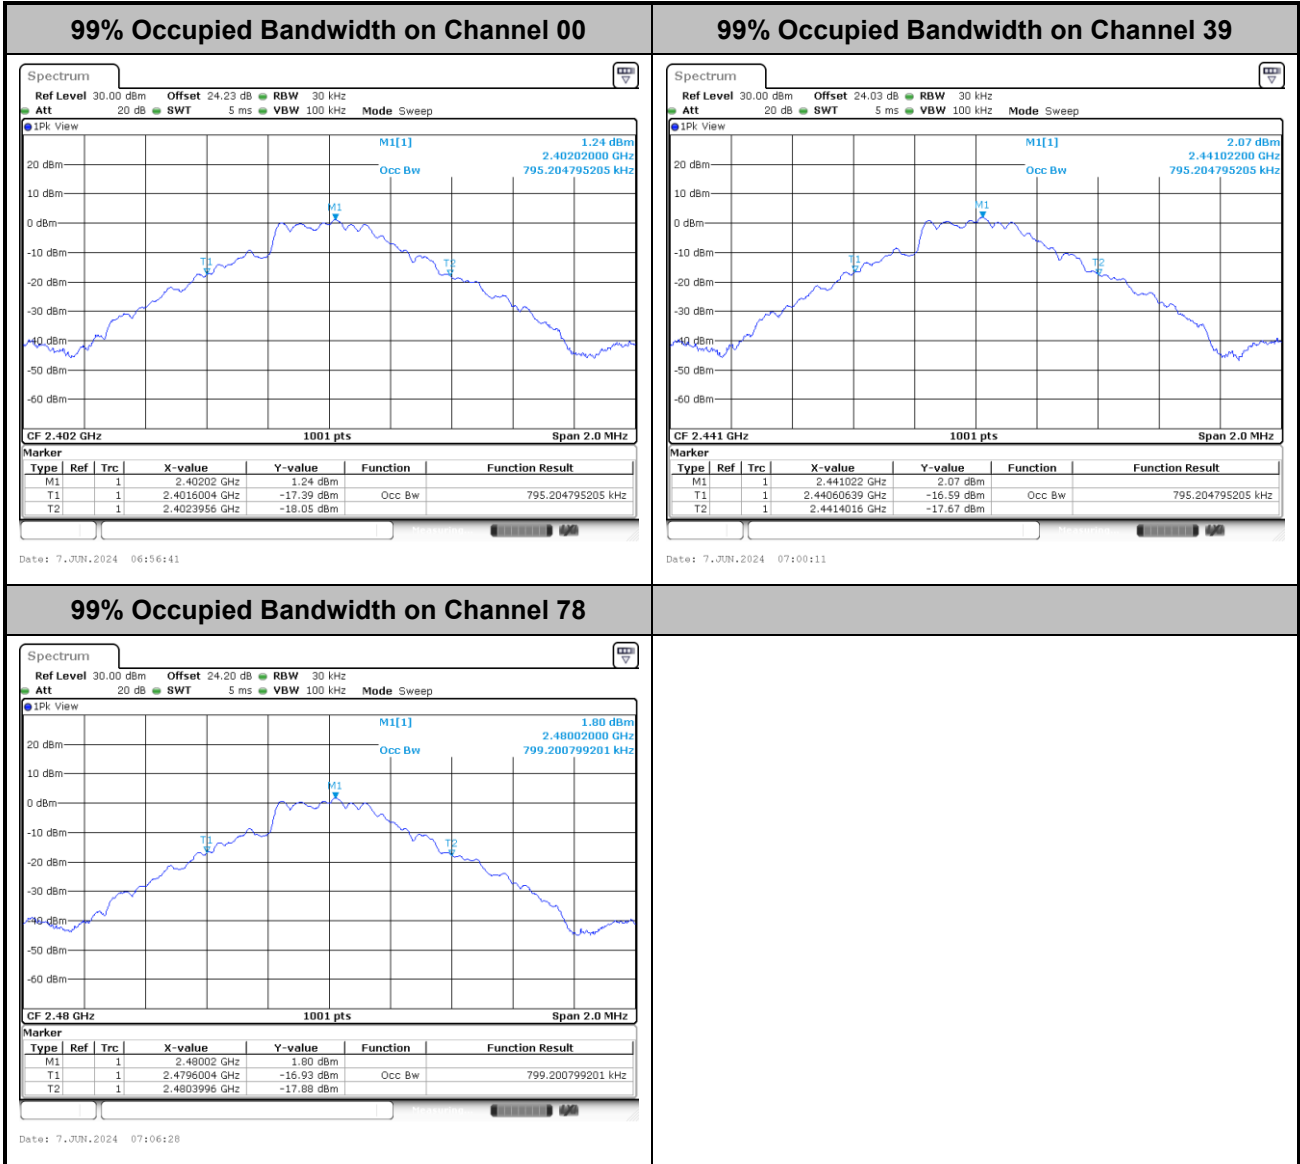 99% Occupied Bandwidth on Channel 00
Spectrum
Ref Level 30.00 dBm Offset 24.23 dB RBW 30 kHz
Att 20 dB SWT 5 ms VBW 100 kHz Mode Sweep
1Pk View
M1[1] 1.24 dBm
2.40202000 GHz
Occ Bw 795.204795205 kHz
20 dBm
10 dBm
M1
0 dBm
-10 dBm
T1
T2
-20 dBm
-30 dBm
-40 dBm
-50 dBm
-60 dBm
CF 2.402 GHz 1001 pts Span 2.0 MHz
Marker
Type Ref Trc X-value Y-value Function Function Result
M1 1 2.40202 GHz 1.24 dBm
T1 1 2.4016004 GHz -17.39 dBm Occ Bw 795.204795205 kHz
T2 1 2.4023956 GHz -18.05 dBm
Date: 7.JUN.2024 06:56:41
99% Occupied Bandwidth on Channel 39
Spectrum
Ref Level 30.00 dBm Offset 24.03 dB RBW 30 kHz
Att 20 dB SWT 5 ms VBW 100 kHz Mode Sweep
1Pk View
M1[1] 2.07 dBm
2.44102200 GHz
Occ Bw 795.204795205 kHz
20 dBm
10 dBm
M1
0 dBm
-10 dBm
T1
T2
-20 dBm
-30 dBm
-40 dBm
-50 dBm
-60 dBm
CF 2.441 GHz 1001 pts Span 2.0 MHz
Marker
Type Ref Trc X-value Y-value Function Function Result
M1 1 2.441022 GHz 2.07 dBm
T1 1 2.44060639 GHz -16.59 dBm Occ Bw 795.204795205 kHz
T2 1 2.4414016 GHz -17.67 dBm
Date: 7.JUN.2024 07:00:11
99% Occupied Bandwidth on Channel 78
Spectrum
Ref Level 30.00 dBm Offset 24.20 dB RBW 30 kHz
Att 20 dB SWT 5 ms VBW 100 kHz Mode Sweep
1Pk View
M1[1] 1.80 dBm
2.48002000 GHz
Occ Bw 799.200799201 kHz
20 dBm
10 dBm
M1
0 dBm
-10 dBm
T1
T2
-20 dBm
-30 dBm
-40 dBm
-50 dBm
-60 dBm
CF 2.48 GHz 1001 pts Span 2.0 MHz
Marker
Type Ref Trc X-value Y-value Function Function Result
M1 1 2.48002 GHz 1.80 dBm
T1 1 2.4796004 GHz -16.93 dBm Occ Bw 799.200799201 kHz
T2 1 2.4803996 GHz -17.88 dBm
Date: 7.JUN.2024 07:06:28